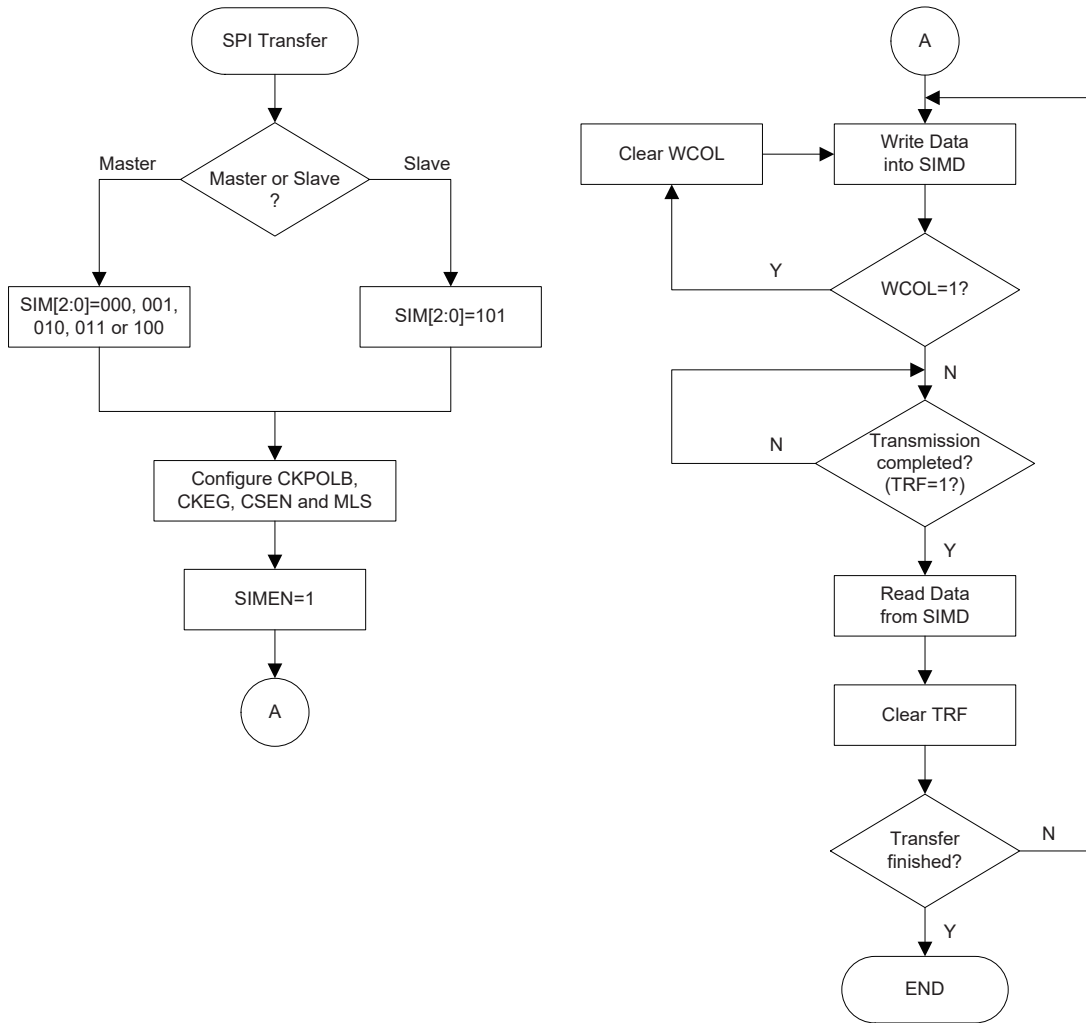 SPI Transfer
Master
Master or Slave
?
Slave
SIM[2:0]=000, 001,
010, 011 or 100
SIM[2:0]=101
Configure CKPOLB,
CKEG, CSEN and MLS
SIMEN=1
A
A
Clear WCOL
Write Data
into SIMD
Y
WCOL=1?
N
N
Transmission
completed?
(TRF=1?)
Y
Read Data
from SIMD
Clear TRF
Transfer
finished?
N
Y
END